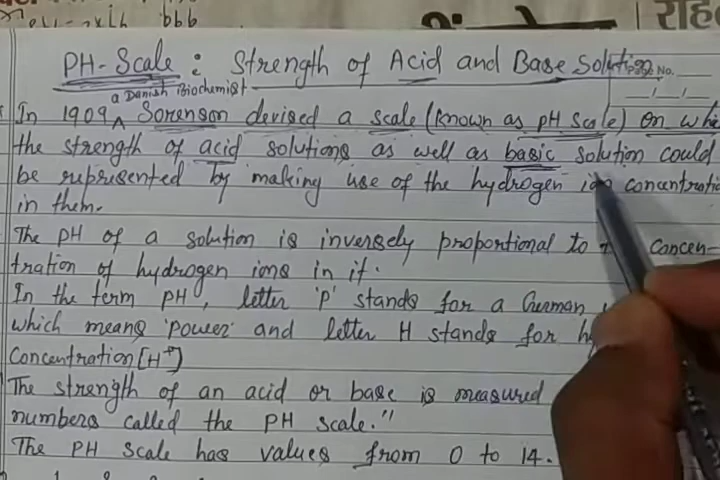 bbb
PH-Scale : Strength of Acid and Base Solution
Page No.
a Danish Biochemist
In 1909 ^ Sorenson devised a scale (known as pH Scale) on
the strength of acid solutions as well as basic solution could
be represented by making use of the hydrogen ion
in them.
The PH of a solution is inversely proportional to concen-
tration of hydrogen ions in it.
In the term PH, letter 'p' stands for a German
which means 'power' and letter H stands for
Concentration [H+]
The strength of an acid or base is measured
numbers called the PH scale."
The PH scale has values from 0 to 14.